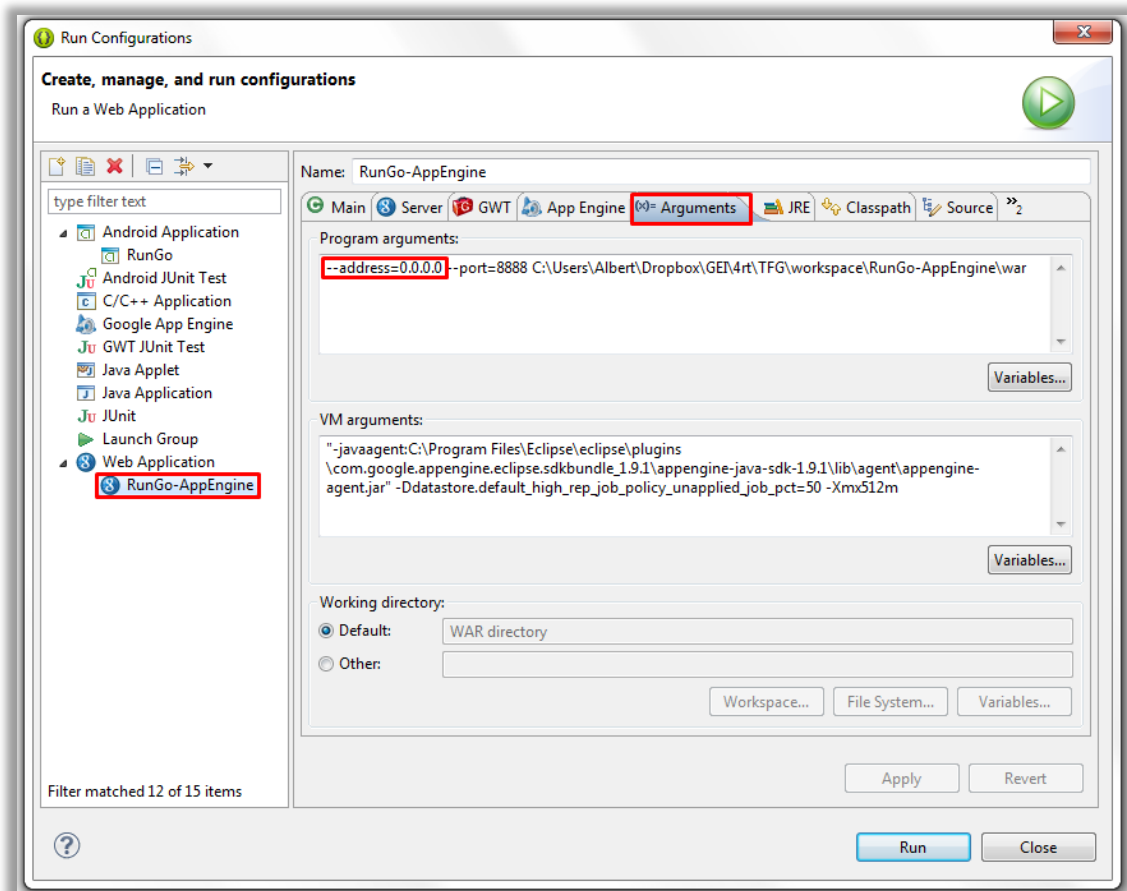 Run Configurations
Create, manage, and run configurations
Run a Web Application
type filter text
Android Application
RunGo
Android JUnit Test
C/C++ Application
Google App Engine
GWT JUnit Test
Java Applet
Java Application
JUnit
Launch Group
Web Application
RunGo-AppEngine
Filter matched 12 of 15 items
Name: RunGo-AppEngine
Main Server GWT App Engine (x)= Arguments JRE Classpath Source »2
Program arguments:
--address=0.0.0.0 --port=8888 C:\Users\Albert\Dropbox\GEI\4rt\TFG\workspace\RunGo-AppEngine\war
Variables...
VM arguments:
"-javaagent:C:\Program Files\Eclipse\eclipse\plugins
\com.google.appengine.eclipse.sdkbundle_1.9.1\appengine-java-sdk-1.9.1\lib\agent\appengine-
agent.jar" -Ddatastore.default_high_rep_job_policy_unapplied_job_pct=50 -Xmx512m
Variables...
Working directory:
Default: WAR directory
Other:
Workspace... File System... Variables...
Apply Revert
Run Close